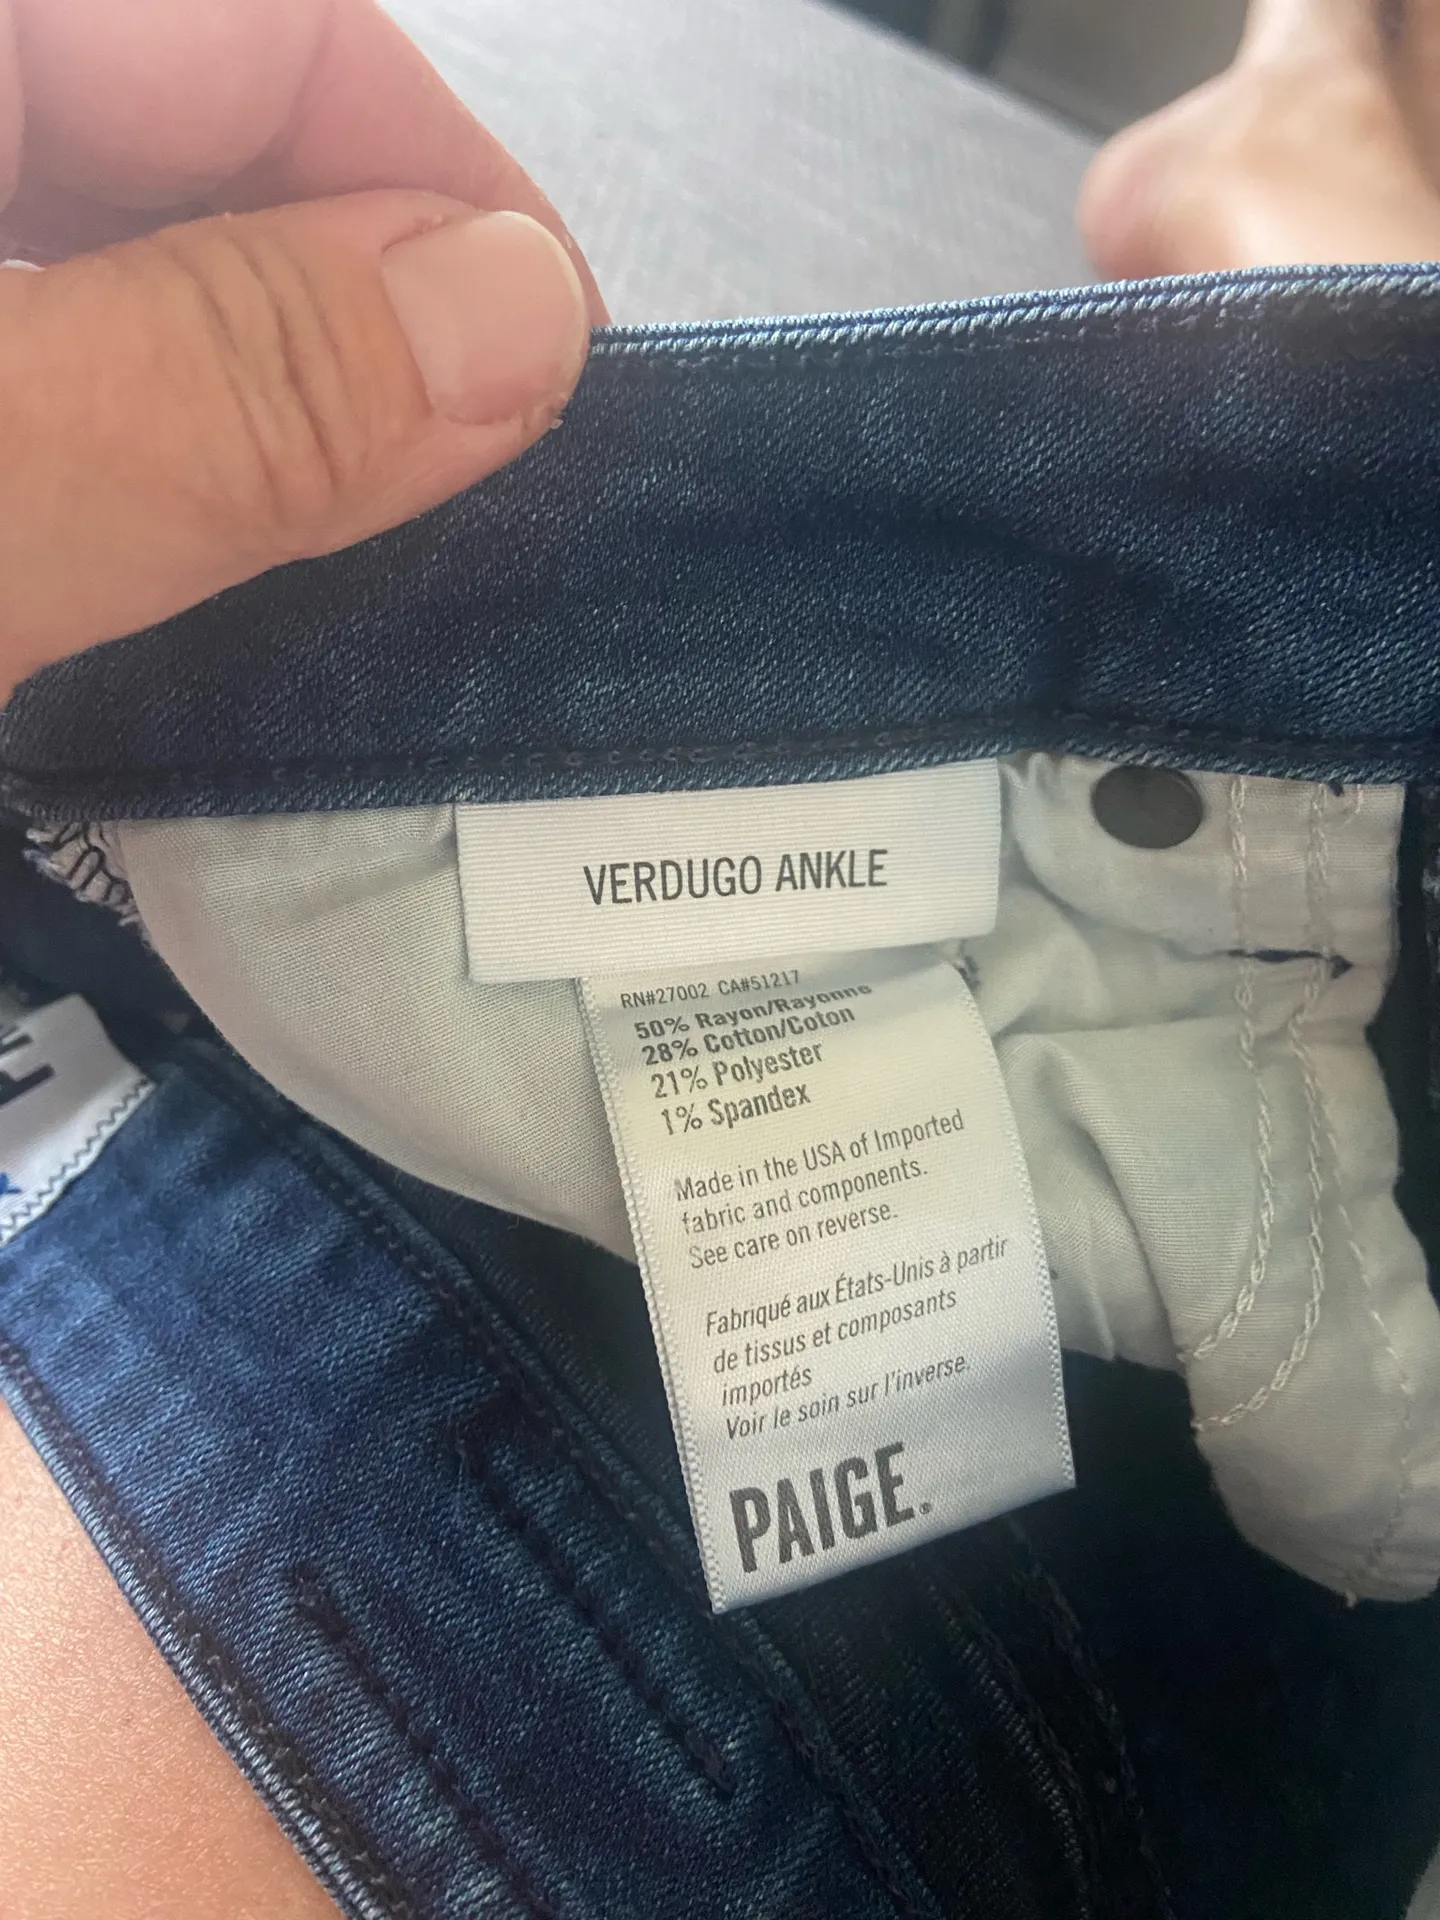 VERDUGO ANKLE
RN#27002 CA#51217
50% Rayon/Rayonne
28% Cotton/Coton
21% Polyester
1% Spandex
Made in the USA of Imported
fabric and components.
See care on reverse.
Fabriqué aux États-Unis à partir
de tissus et composants
importés
Voir le soin sur l'inverse.
PAIGE.